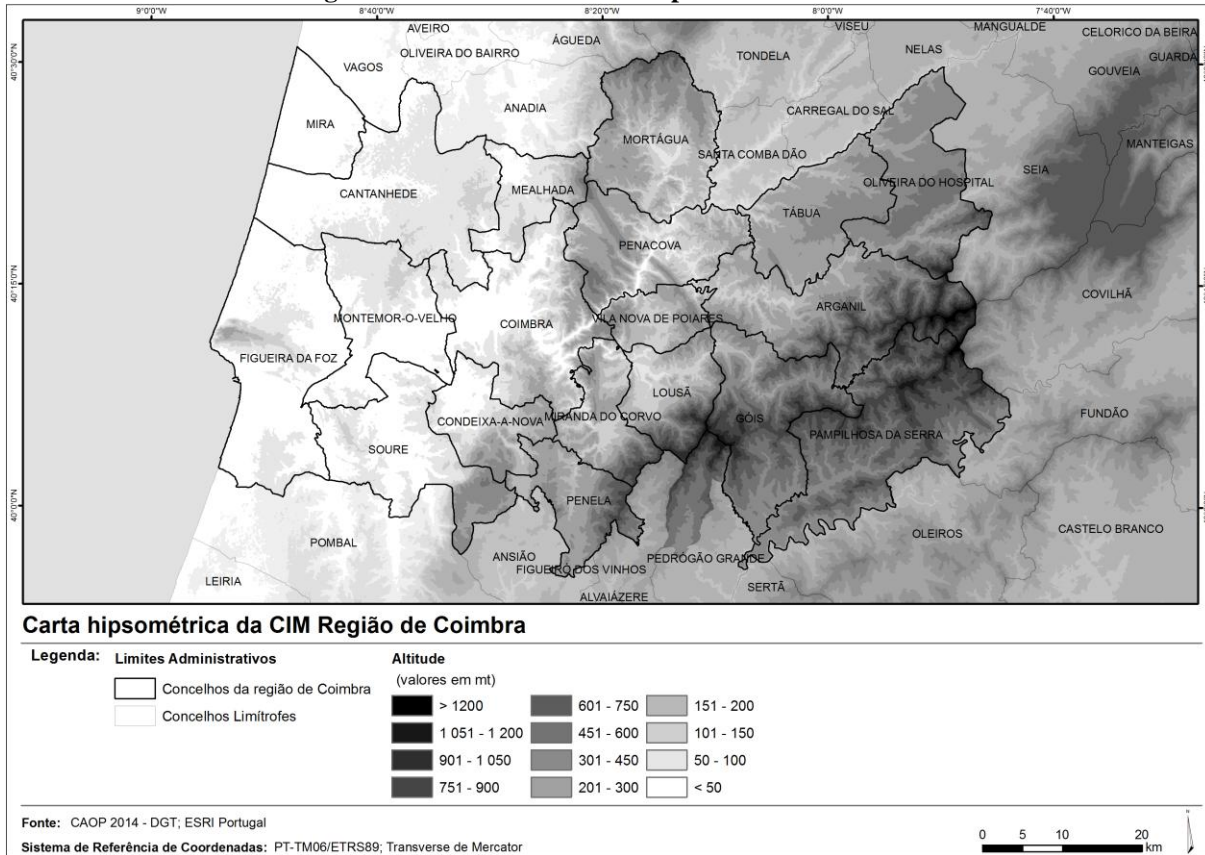 9°0'0"W 8°40'0"W 8°20'0"W 8°0'0"W 7°40'0"W
40°30'0"N
40°15'0"N
40°0'0"N
AVEIRO
OLIVEIRA DO BAIRRO
ÁGUEDA
VISEU
MANGUALDE
CELORICO DA BEIRA
VAGOS
TONDELA
NELAS
GUARDA
GOUVEIA
ANADIA
CARREGAL DO SAL
MIRA
MORTÁGUA
MANTEIGAS
SANTA COMBA DÃO
SEIA
CANTANHEDE
MEALHADA
OLIVEIRA DO HOSPITAL
TÁBUA
PENACOVA
COVILHÃ
ARGANIL
MONTEMOR-O-VELHO
COIMBRA
VILA NOVA DE POIARES
FIGUEIRA DA FOZ
LOUSÃ
FUNDÃO
CONDEIXA-A-NOVA
MIRANDA DO CORVO
GÓIS
PAMPILHOSA DA SERRA
SOURE
PENELA
CASTELO BRANCO
OLEIROS
POMBAL
ANSIÃO
PEDRÓGÃO GRANDE
FIGUEIRO DOS VINHOS
LEIRIA
SERTÃ
ALVAIÁZERE
Carta hipsométrica da CIM Região de Coimbra
Legenda: Limites Administrativos
Concelhos da região de Coimbra
Concelhos Limítrofes
Altitude
(valores em mt)
> 1200
1 051 - 1 200
901 - 1 050
751 - 900
601 - 750
451 - 600
301 - 450
201 - 300
151 - 200
101 - 150
50 - 100
< 50
Fonte: CAOP 2014 - DGT; ESRI Portugal
Sistema de Referência de Coordenadas: PT-TM06/ETRS89; Transverse de Mercator
0 5 10 20
km